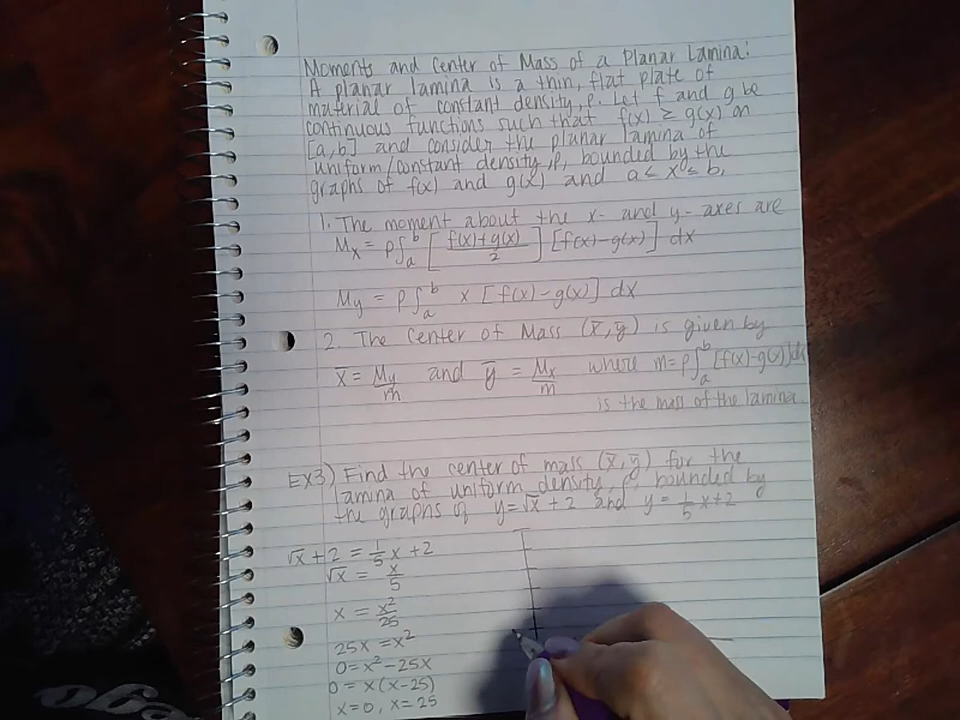 Moments and Center of Mass of a Planar Lamina:
A planar lamina is a thin, flat plate of
material of constant density, ρ. Let f and g be
continuous functions such that f(x) ≥ g(x) on
[a,b] and consider the planar lamina of
uniform/constant density, ρ, bounded by the
graphs of f(x) and g(x) and a ≤ x ≤ b.
1. The moment about the x- and y-axes are
Mx = ρ∫_a^b [ (f(x)+g(x))/2 ] [f(x)-g(x)] dx
My = ρ∫_a^b x [f(x)-g(x)] dx
2. The Center of Mass (x̄,ȳ) is given by
x̄ = My/m and ȳ = Mx/m where m=ρ∫_a^b [f(x)-g(x)]dx
is the mass of the lamina.
Ex3) Find the center of mass (x̄,ȳ) for the
lamina of uniform density, ρ, bounded by
the graphs of y=√x+2 and y=1/5 x+2
√x+2 = 1/5 x+2
√x = x/5
x = x²/25
25x = x²
0=x²-25x
0=x(x-25)
x=0, x=25